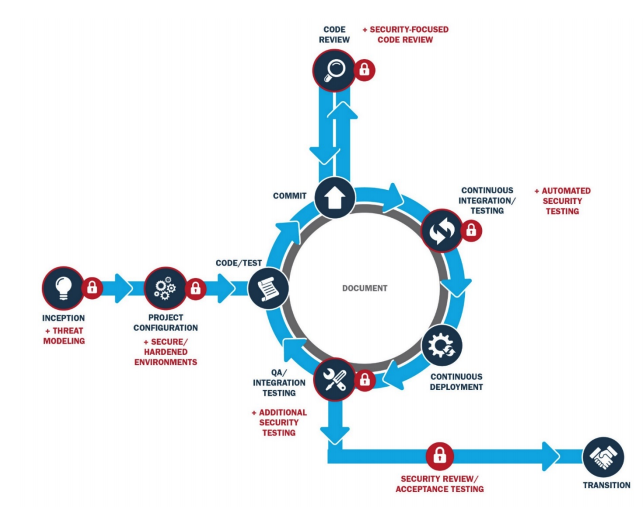 CODE
REVIEW
+ SECURITY-FOCUSED
CODE REVIEW
COMMIT
CONTINUOUS
INTEGRATION/
TESTING
+ AUTOMATED
SECURITY
TESTING
CODE/TEST
DOCUMENT
INCEPTION
+ THREAT
MODELING
PROJECT
CONFIGURATION
+ SECURE/
HARDENED
ENVIRONMENTS
QA/
INTEGRATION
TESTING
+ ADDITIONAL
SECURITY
TESTING
CONTINUOUS
DEPLOYMENT
SECURITY REVIEW/
ACCEPTANCE TESTING
TRANSITION